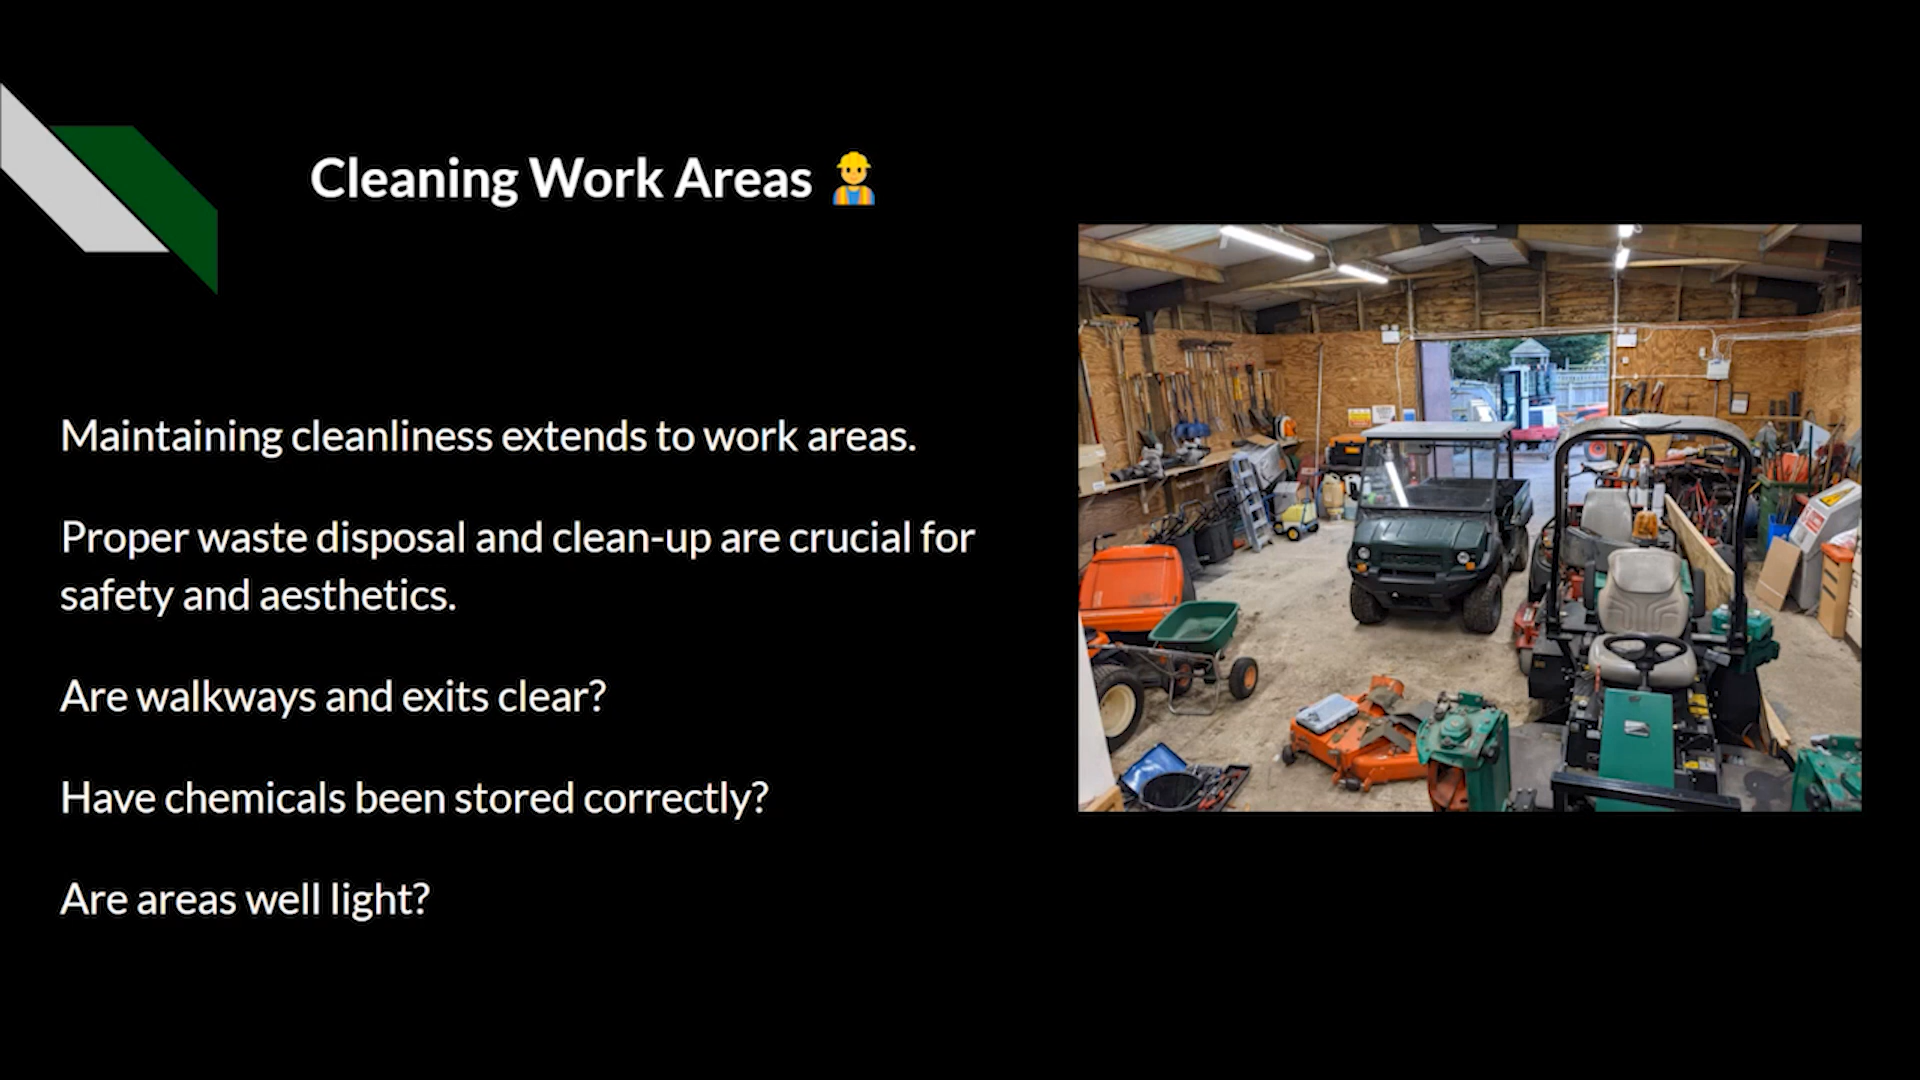 Cleaning Work Areas 👷
Maintaining cleanliness extends to work areas.
Proper waste disposal and clean-up are crucial for
safety and aesthetics.
Are walkways and exits clear?
Have chemicals been stored correctly?
Are areas well light?